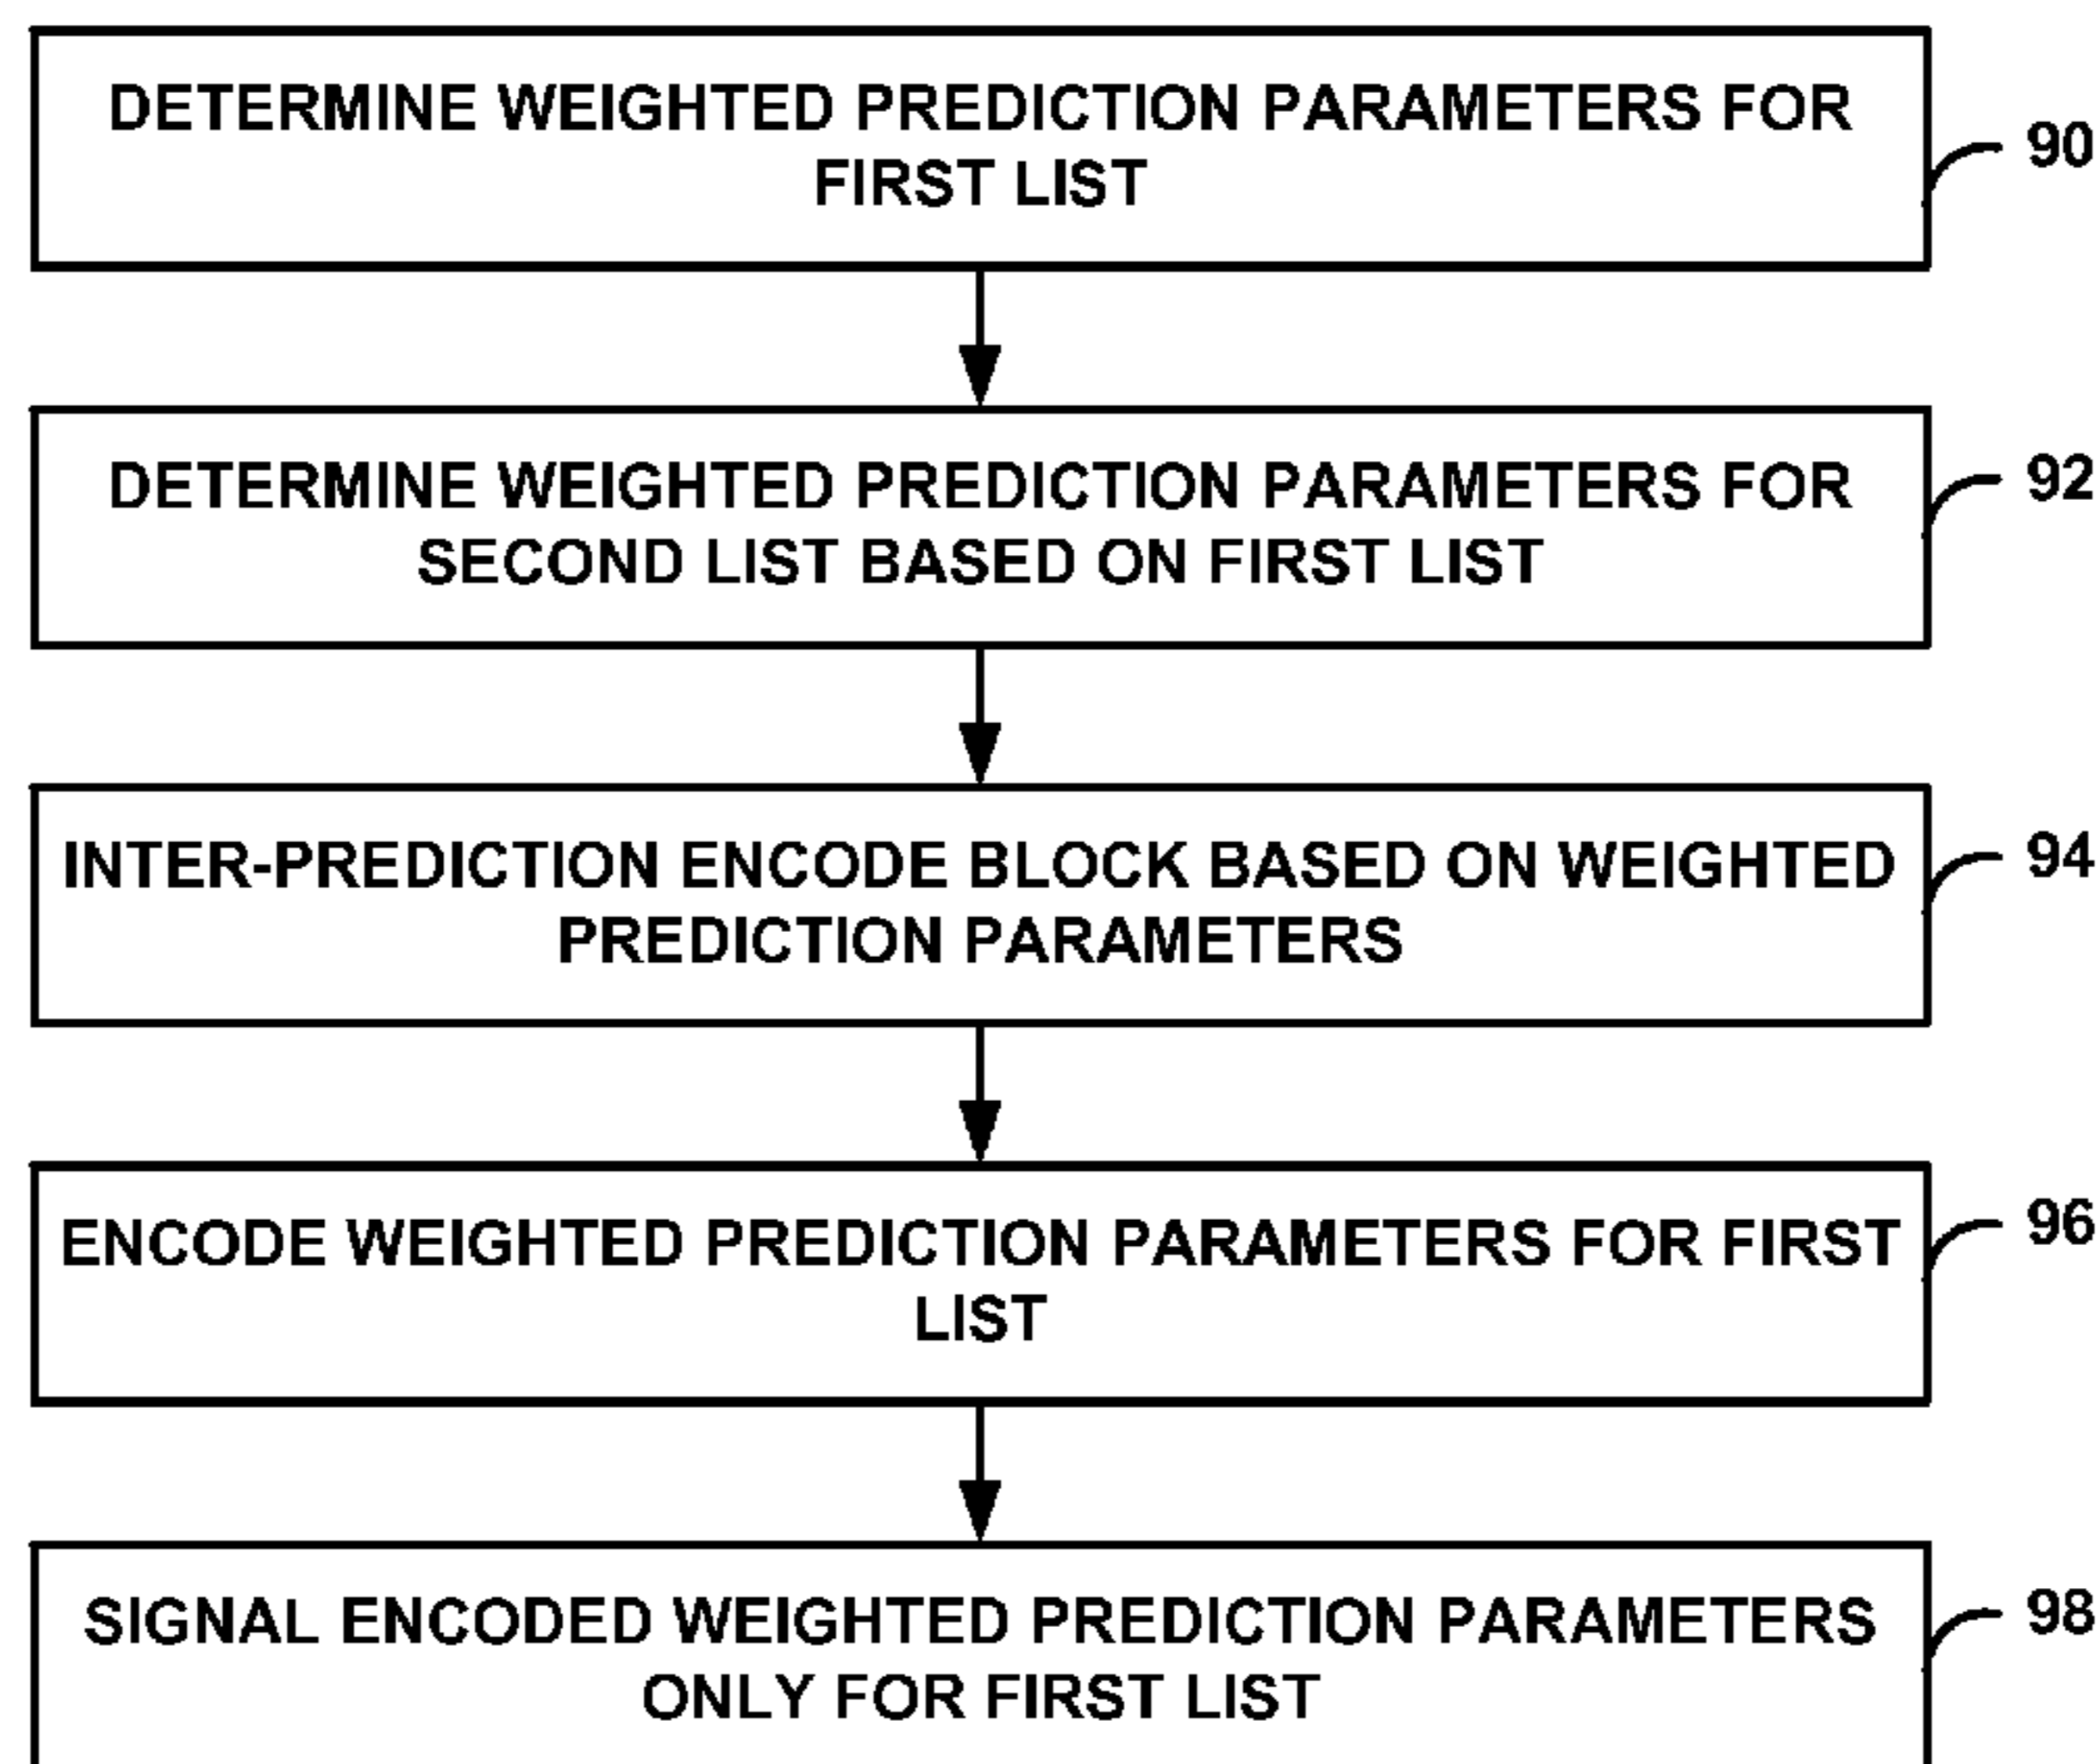 DETERMINE WEIGHTED PREDICTION PARAMETERS FOR
FIRST LIST
90
DETERMINE WEIGHTED PREDICTION PARAMETERS FOR
SECOND LIST BASED ON FIRST LIST
92
INTER-PREDICTION ENCODE BLOCK BASED ON WEIGHTED
PREDICTION PARAMETERS
94
ENCODE WEIGHTED PREDICTION PARAMETERS FOR FIRST
LIST
96
SIGNAL ENCODED WEIGHTED PREDICTION PARAMETERS
ONLY FOR FIRST LIST
98